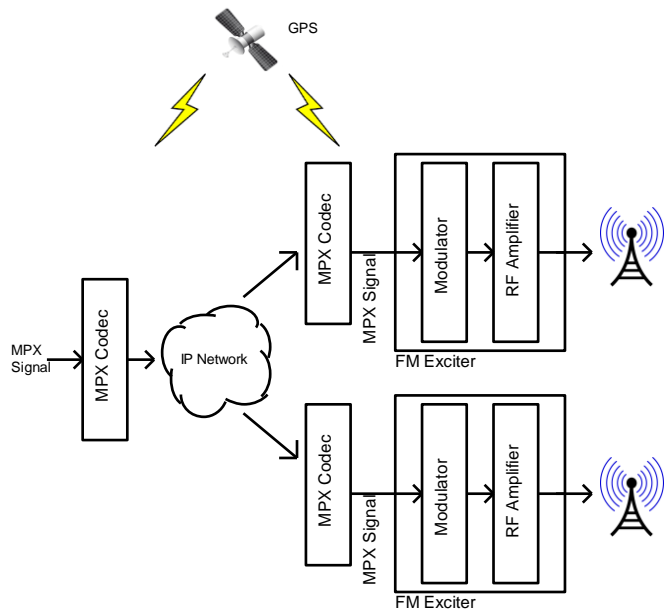 GPS
MPX Codec
MPX Signal
Modulator
RF Amplifier
FM Exciter
MPX
Signal
MPX Codec
IP Network
MPX Codec
MPX Signal
Modulator
RF Amplifier
FM Exciter